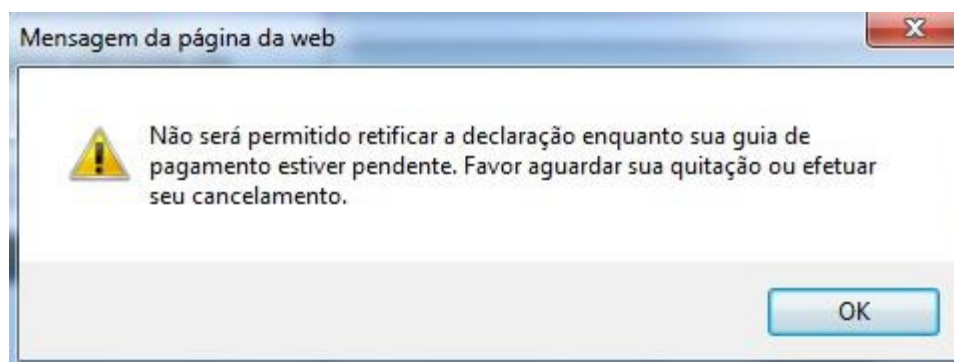 Mensagem da página da web
Não será permitido retificar a declaração enquanto sua guia de
pagamento estiver pendente. Favor aguardar sua quitação ou efetuar
seu cancelamento.
OK